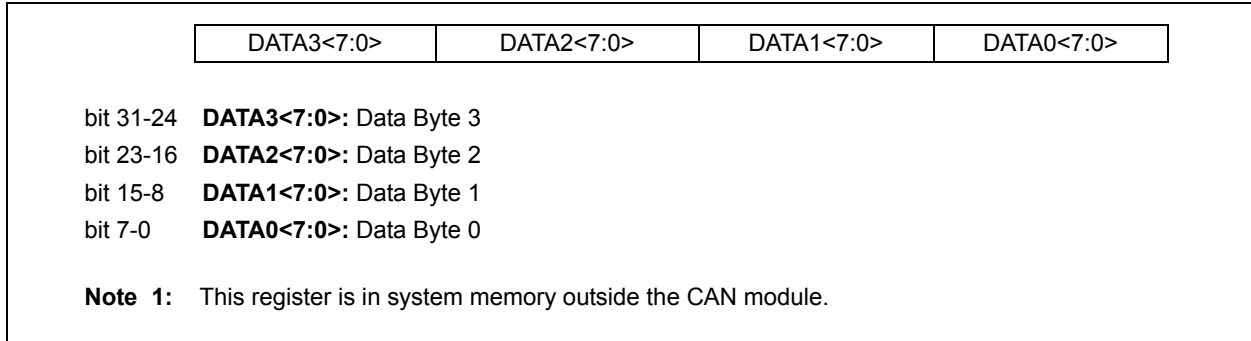 DATA3<7:0> DATA2<7:0> DATA1<7:0> DATA0<7:0>
bit 31-24 DATA3<7:0>: Data Byte 3
bit 23-16 DATA2<7:0>: Data Byte 2
bit 15-8 DATA1<7:0>: Data Byte 1
bit 7-0 DATA0<7:0>: Data Byte 0
Note 1: This register is in system memory outside the CAN module.